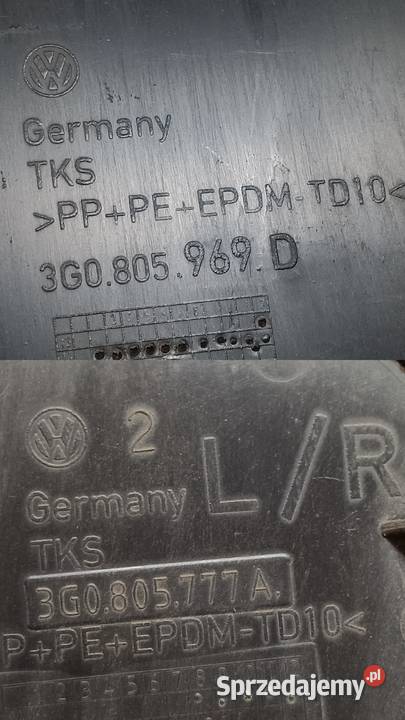 Germany
TKS
>PP+PE+EPDM-TD10<
3G0.805.969.D
2
L/R
Germany
TKS
3G0.805.777A.
P+PE+EPDM-TD10<
Sprzedajemy.pl